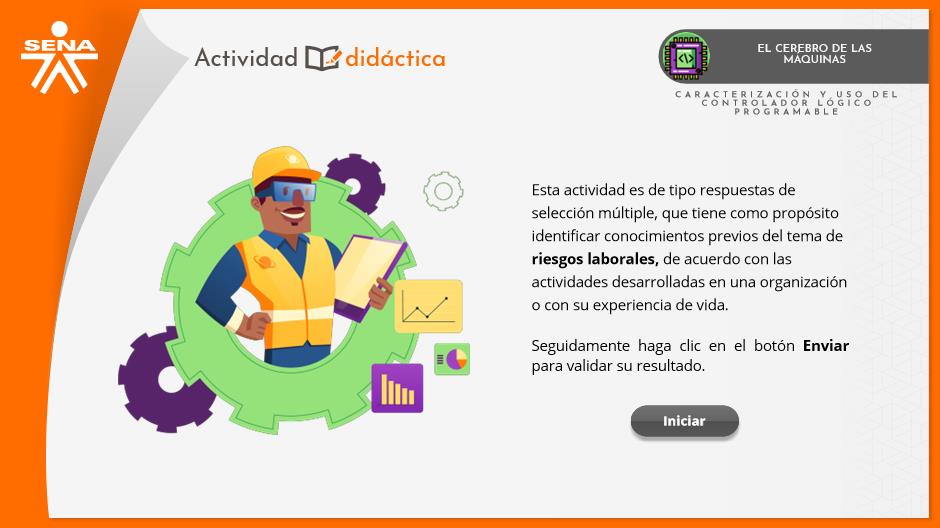 SENA
Actividad didáctica
EL CEREBRO DE LAS
MÁQUINAS
CARACTERIZACIÓN Y USO DEL
CONTROLADOR LÓGICO
PROGRAMABLE
Esta actividad es de tipo respuestas de
selección múltiple, que tiene como propósito
identificar conocimientos previos del tema de
riesgos laborales, de acuerdo con las
actividades desarrolladas en una organización
o con su experiencia de vida.
Seguidamente haga clic en el botón Enviar
para validar su resultado.
Iniciar